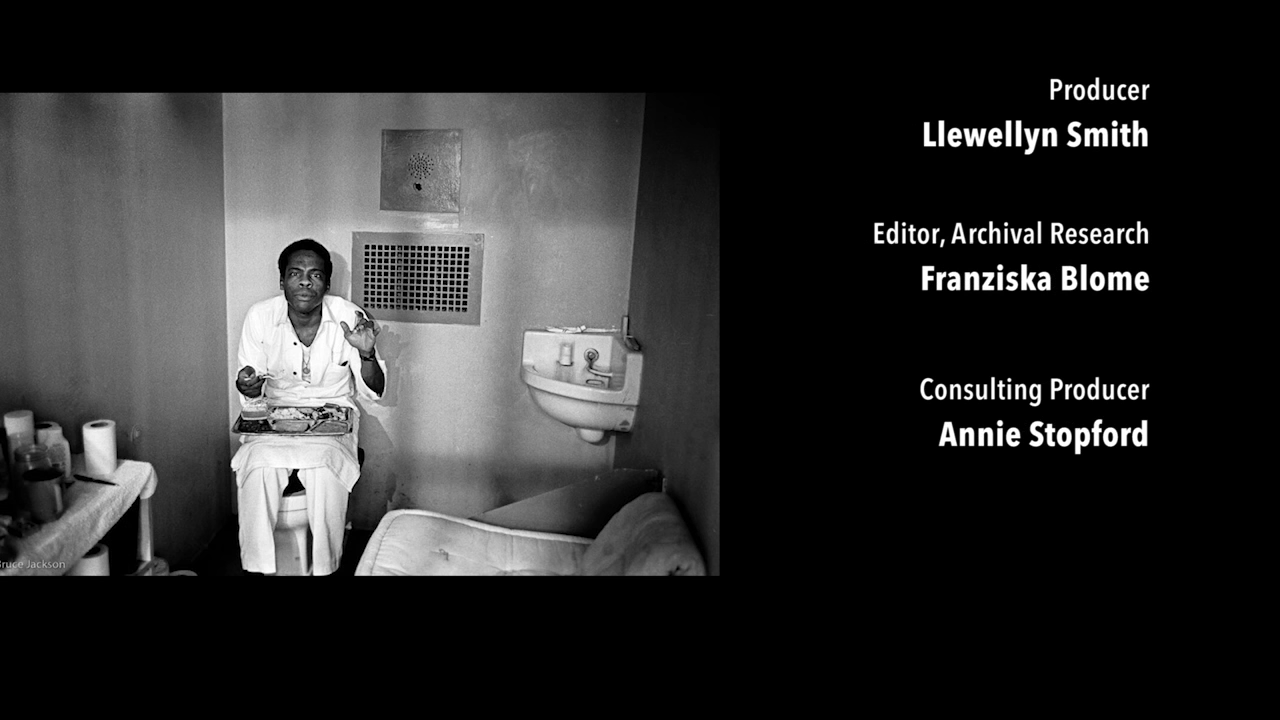 Producer
Llewellyn Smith
Editor, Archival Research
Franziska Blome
Consulting Producer
Annie Stopford
Bruce Jackson